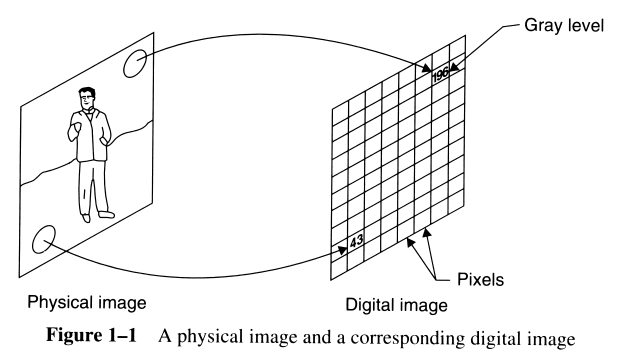 Gray level
196
43
Pixels
Physical image
Digital image
Figure 1–1 A physical image and a corresponding digital image